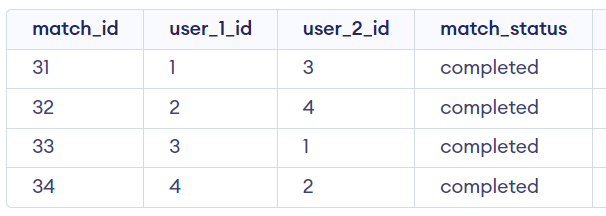 match_id user_1_id user_2_id match_status
31 1 3 completed
32 2 4 completed
33 3 1 completed
34 4 2 completed